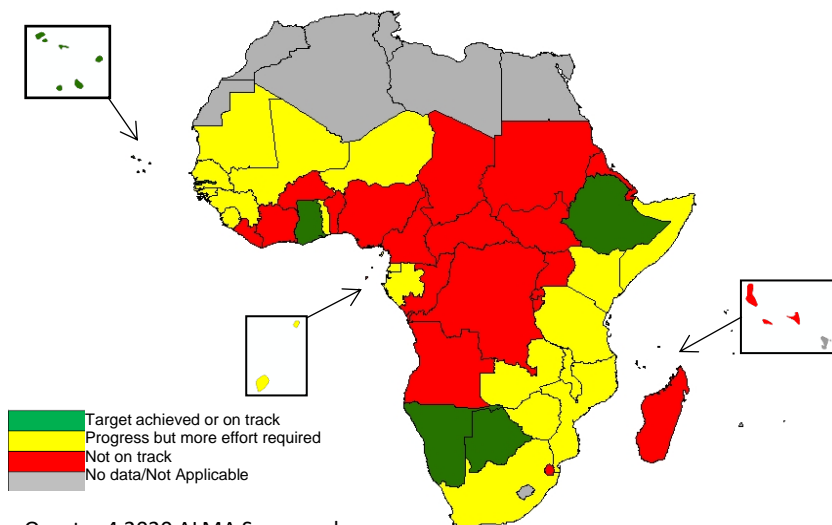 Target achieved or on track
Progress but more effort required
Not on track
No data/Not Applicable